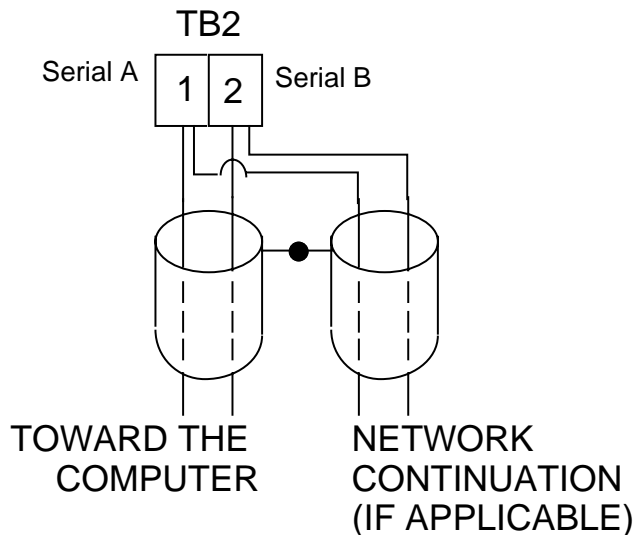 TB2
Serial A
1 2
Serial B
TOWARD THE
COMPUTER
NETWORK
CONTINUATION
(IF APPLICABLE)